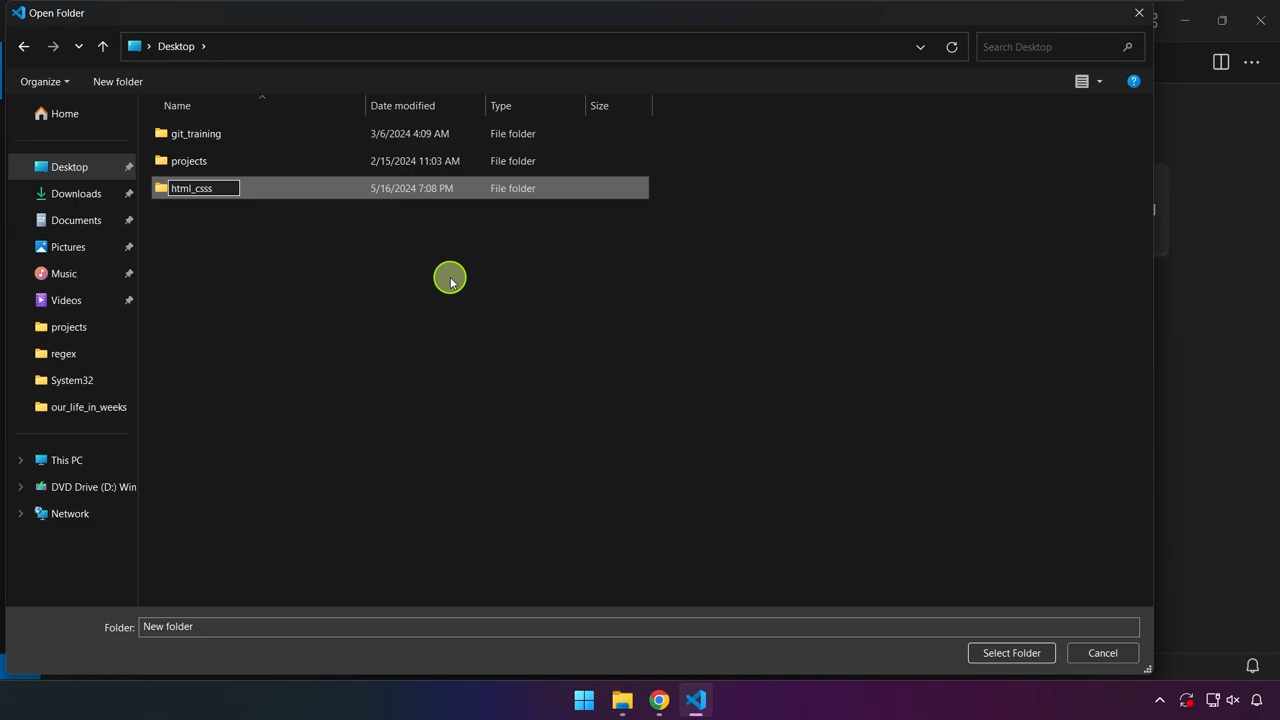 Open Folder
Desktop
Search Desktop
Organize
New folder
Name
Date modified
Type
Size
Home
git_training
3/6/2024 4:09 AM
File folder
projects
2/15/2024 11:03 AM
File folder
Desktop
html_csss
5/16/2024 7:08 PM
File folder
Downloads
Documents
Pictures
Music
Videos
projects
regex
System32
our_life_in_weeks
This PC
DVD Drive (D:) Win
Network
Folder:
New folder
Select Folder
Cancel